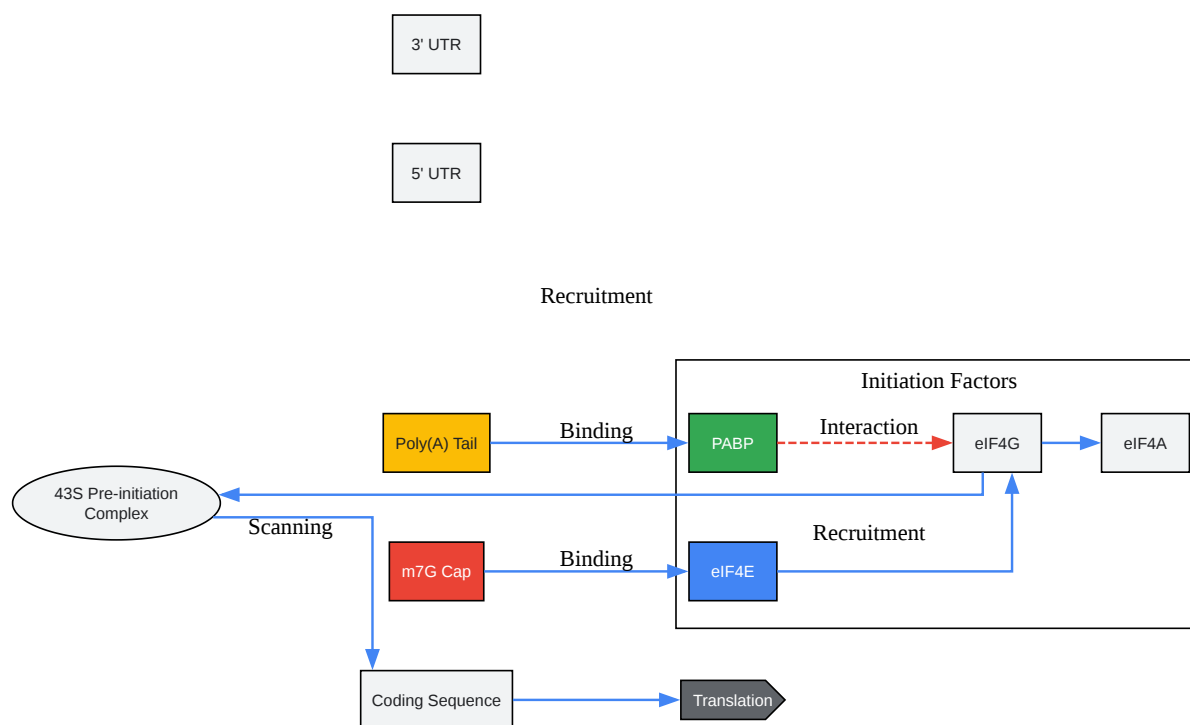 3' UTR
5' UTR
Recruitment
Initiation Factors
Poly(A) Tail
Binding
PABP
Interaction
eIF4G
eIF4A
43S Pre-initiation
Complex
Scanning
m7G Cap
Binding
eIF4E
Recruitment
Coding Sequence
Translation